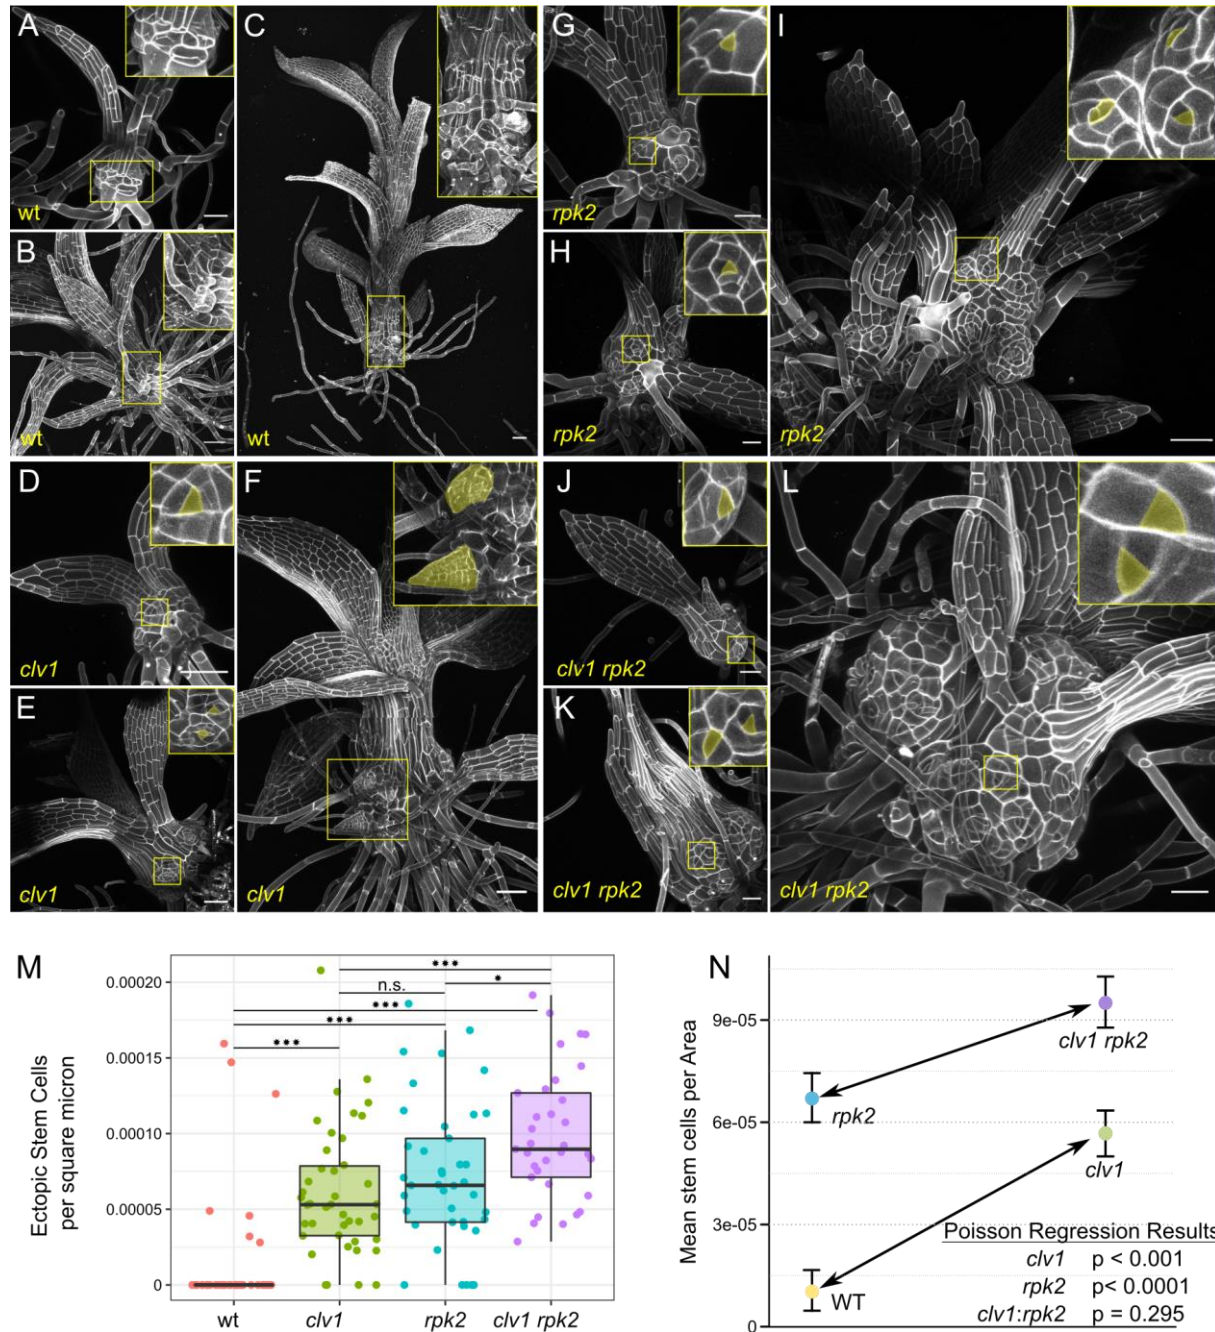 A
wt
B
wt
C
wt
D
clv1
E
clv1
F
clv1
G
rpk2
H
rpk2
I
rpk2
J
clv1 rpk2
K
clv1 rpk2
L
clv1 rpk2
M
Ectopic Stem Cells
per square micron
0.00020
0.00015
0.00010
0.00005
0
***
n.s.
*
***
***
***
wt
clv1
rpk2
clv1 rpk2
N
Mean stem cells per Area
9e-05
6e-05
3e-05
0
clv1 rpk2
rpk2
clv1
WT
Poisson Regression Results
clv1 p < 0.001
rpk2 p< 0.0001
clv1:rpk2 p = 0.295